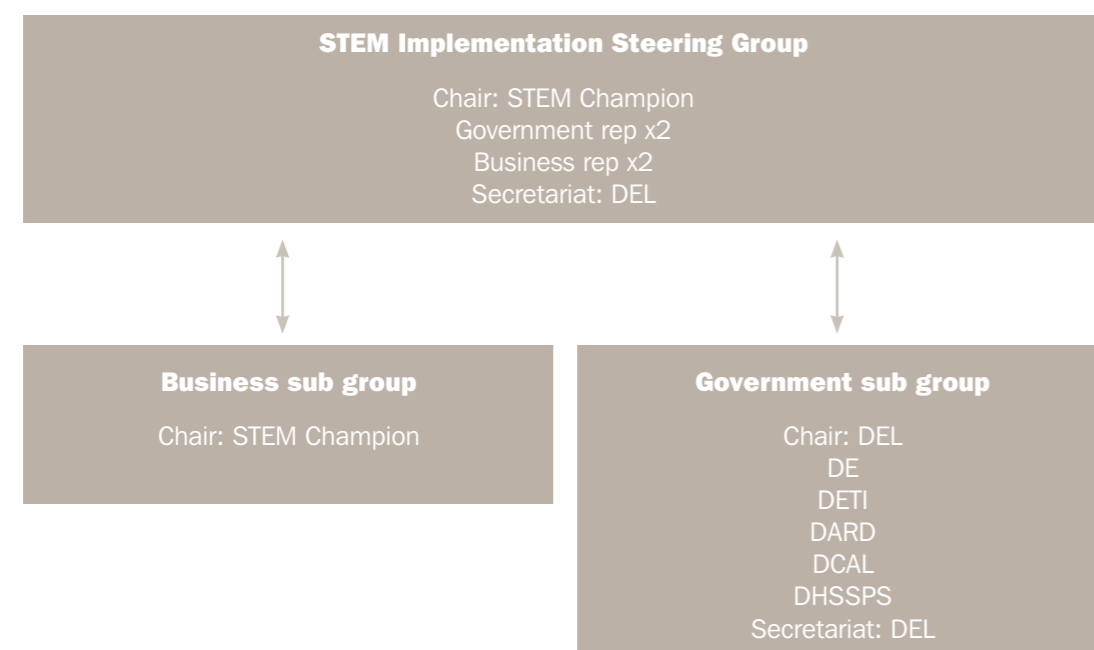 STEM Implementation Steering Group
Chair: STEM Champion
Government rep x2
Business rep x2
Secretariat: DEL
Business sub group
Chair: STEM Champion
Government sub group
Chair: DEL
DE
DETI
DARD
DCAL
DHSSPS
Secretariat: DEL